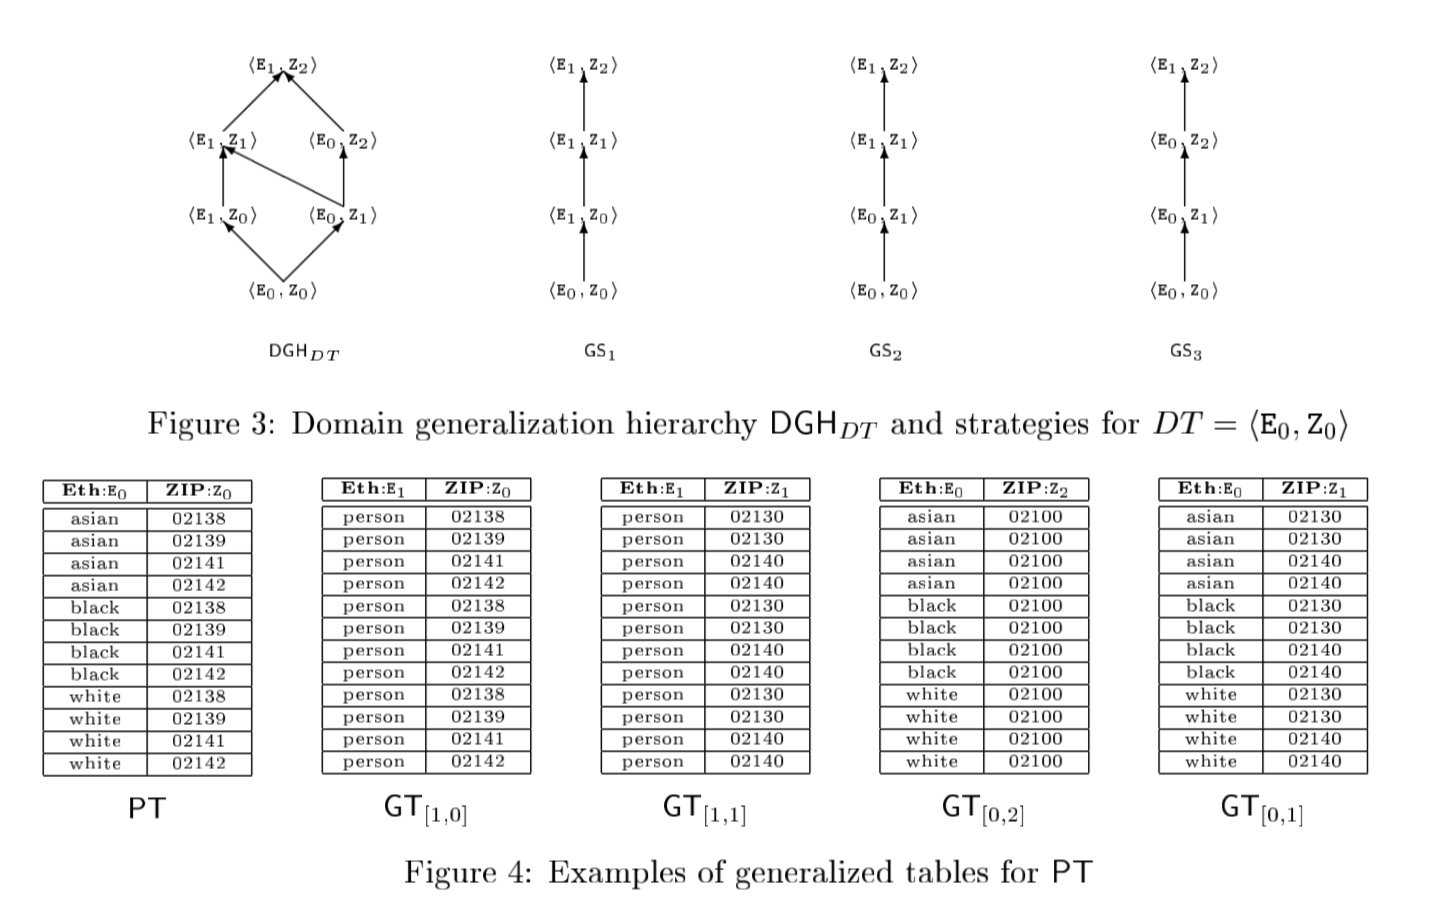 ⟨E₁, Z₂⟩ ⟨E₁, Z₂⟩ ⟨E₁, Z₂⟩ ⟨E₁, Z₂⟩
⟨E₁, Z₁⟩ ⟨E₀, Z₂⟩ ⟨E₁, Z₁⟩ ⟨E₁, Z₁⟩ ⟨E₀, Z₂⟩
⟨E₁, Z₀⟩ ⟨E₀, Z₁⟩ ⟨E₁, Z₀⟩ ⟨E₀, Z₁⟩ ⟨E₀, Z₁⟩
⟨E₀, Z₀⟩ ⟨E₀, Z₀⟩ ⟨E₀, Z₀⟩ ⟨E₀, Z₀⟩
DGH_DT GS₁ GS₂ GS₃
Figure 3: Domain generalization hierarchy DGH_DT and strategies for DT = ⟨E₀, Z₀⟩
Eth:E₀ ZIP:Z₀ Eth:E₁ ZIP:Z₀ Eth:E₁ ZIP:Z₁ Eth:E₀ ZIP:Z₂ Eth:E₀ ZIP:Z₁
asian 02138 person 02138 person 02130 asian 02100 asian 02130
asian 02139 person 02139 person 02130 asian 02100 asian 02130
asian 02141 person 02141 person 02140 asian 02100 asian 02140
asian 02142 person 02142 person 02140 asian 02100 asian 02140
black 02138 person 02138 person 02130 black 02100 black 02130
black 02139 person 02139 person 02130 black 02100 black 02130
black 02141 person 02141 person 02140 black 02100 black 02140
black 02142 person 02142 person 02140 black 02100 black 02140
white 02138 person 02138 person 02130 white 02100 white 02130
white 02139 person 02139 person 02130 white 02100 white 02130
white 02141 person 02141 person 02140 white 02100 white 02140
white 02142 person 02142 person 02140 white 02100 white 02140
PT GT[1,0] GT[1,1] GT[0,2] GT[0,1]
Figure 4: Examples of generalized tables for PT